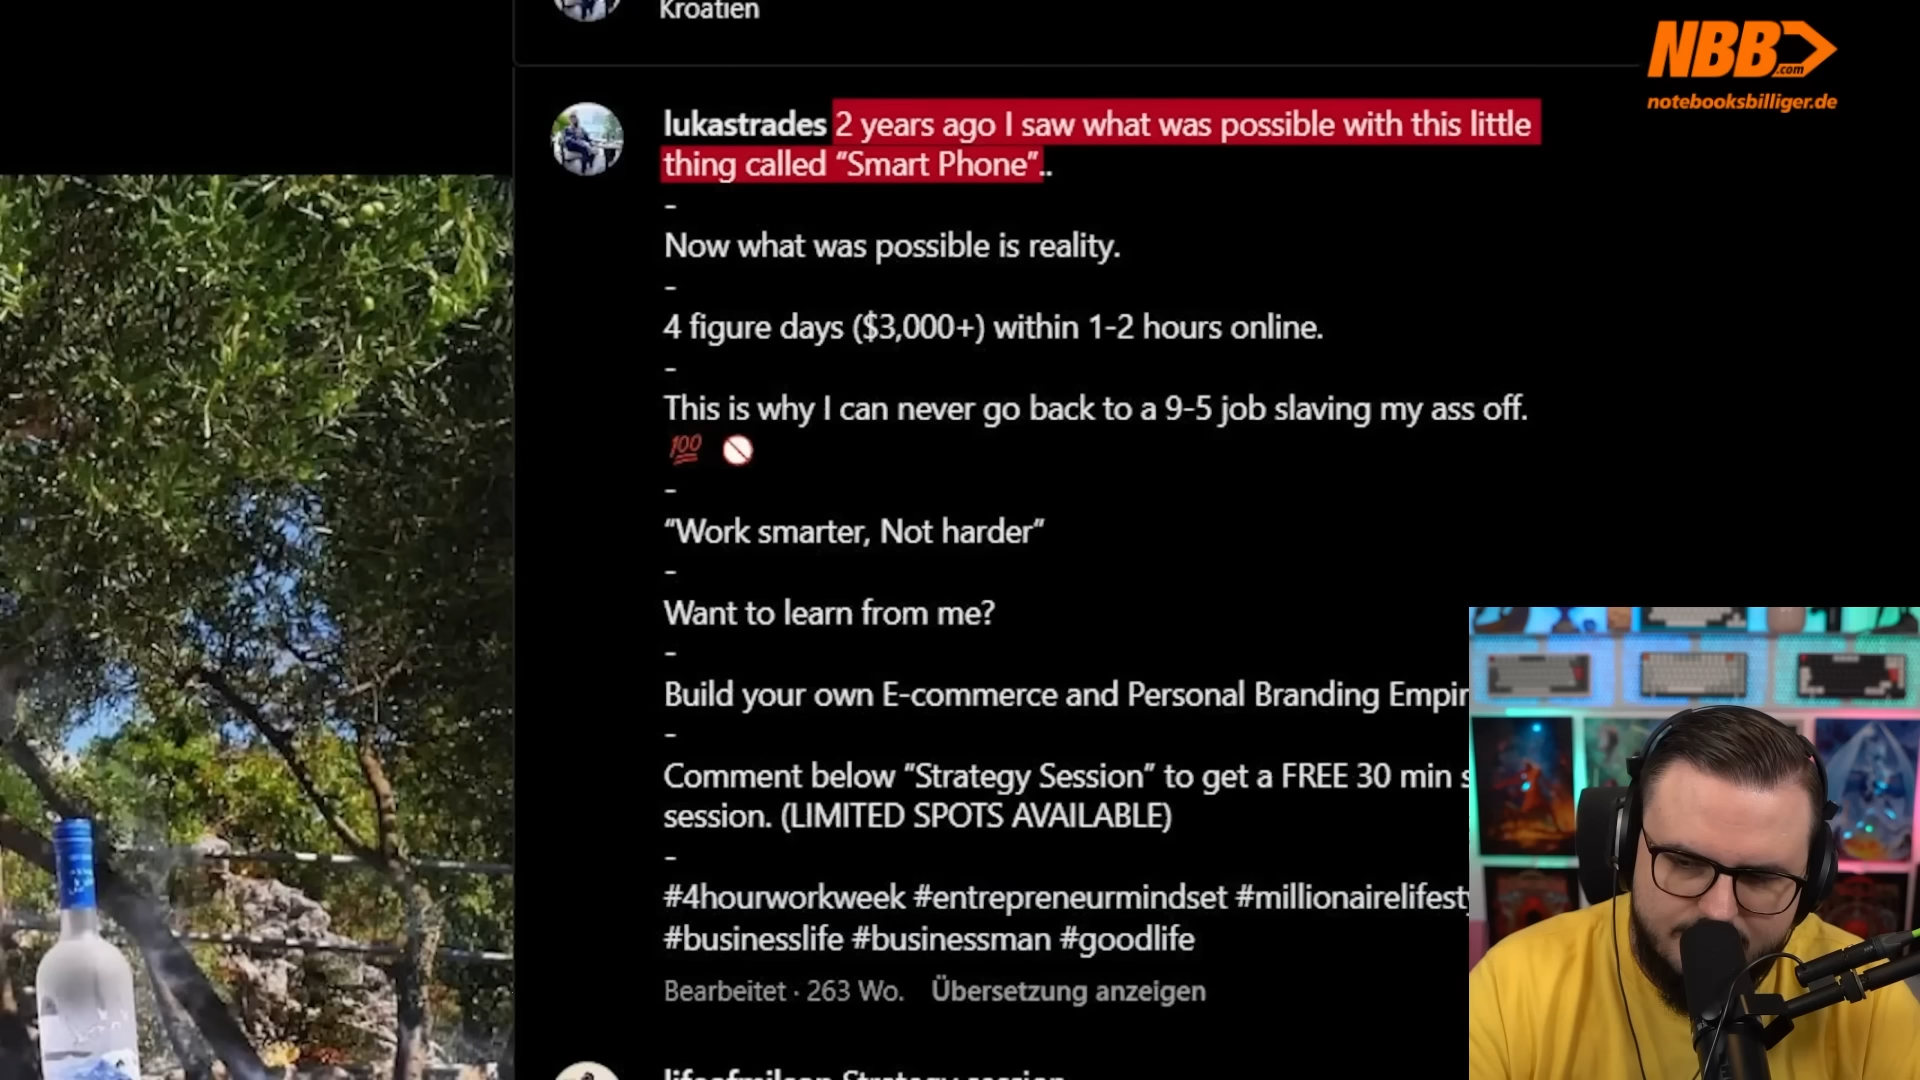 Kroatien
NBB
.com
notebooksbilliger.de
lukastrades 2 years ago I saw what was possible with this little
thing called “Smart Phone”..
-
Now what was possible is reality.
-
4 figure days ($3,000+) within 1-2 hours online.
-
This is why I can never go back to a 9-5 job slaving my ass off.
💯 🚫
-
“Work smarter, Not harder”
-
Want to learn from me?
-
Build your own E-commerce and Personal Branding Empir
-
Comment below “Strategy Session” to get a FREE 30 min s
session. (LIMITED SPOTS AVAILABLE)
-
#4hourworkweek #entrepreneurmindset #millionairelifesty
#businesslife #businessman #goodlife
Bearbeitet · 263 Wo. Übersetzung anzeigen
Strategy session